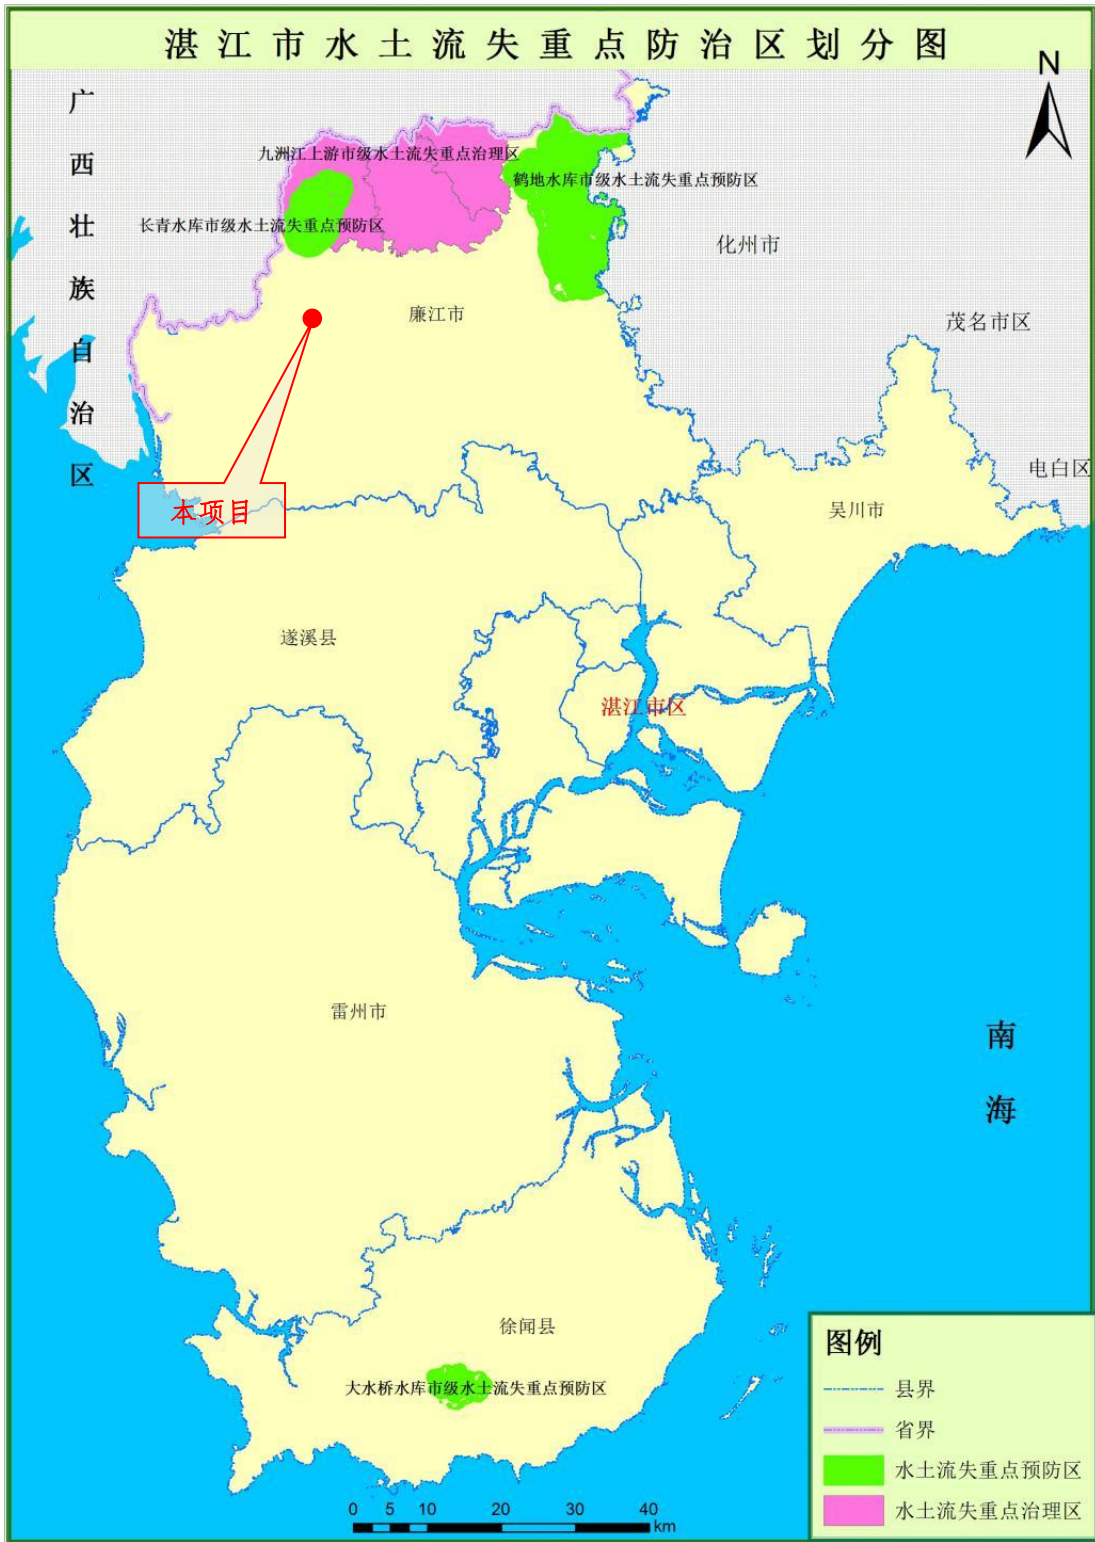 湛江市水土流失重点防治区划分图
N
广西壮族自治区
九洲江上游市级水土流失重点治理区
鹤地水库市级水土流失重点预防区
长青水库市级水土流失重点预防区
化州市
廉江市
茂名市区
电白区
本项目
吴川市
遂溪县
湛江市区
雷州市
南海
徐闻县
大水桥水库市级水土流失重点预防区
图例
县界
省界
水土流失重点预防区
水土流失重点治理区
0 5 10 20 30 40
km